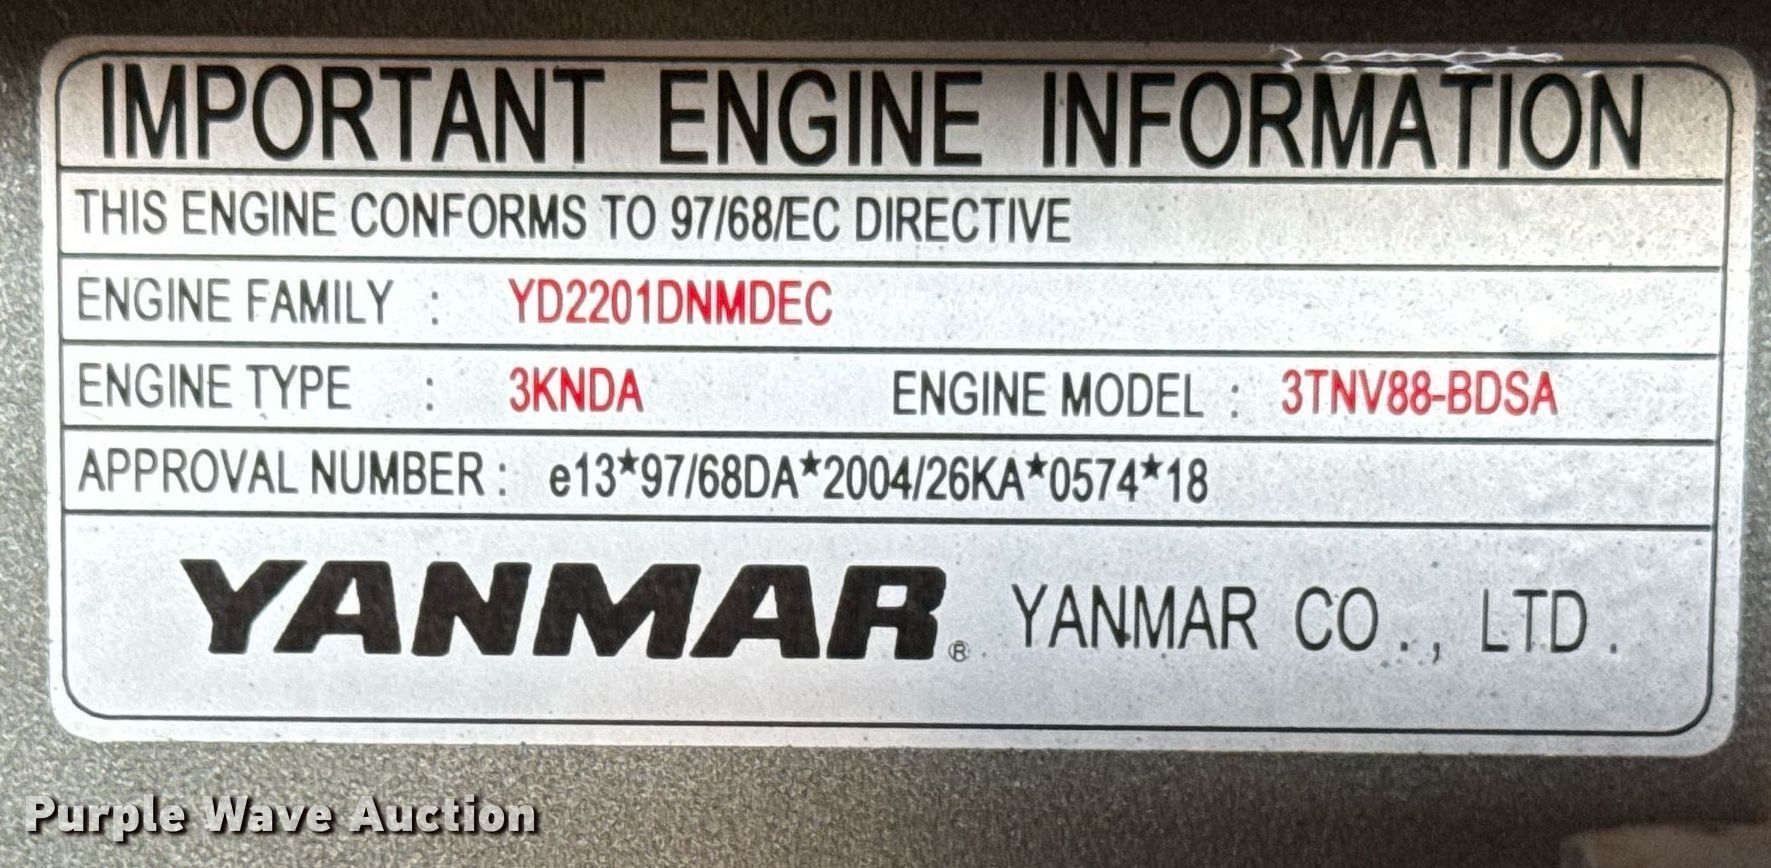 IMPORTANT ENGINE INFORMATION
THIS ENGINE CONFORMS TO 97/68/EC DIRECTIVE
ENGINE FAMILY : YD2201DNMDEC
ENGINE TYPE : 3KNDA ENGINE MODEL : 3TNV88-BDSA
APPROVAL NUMBER : e13*97/68DA*2004/26KA*0574*18
YANMAR® YANMAR CO., LTD.
Purple Wave Auction